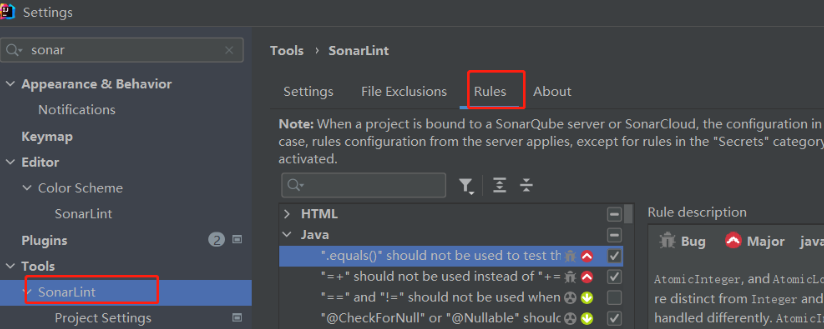 Settings
sonar
Appearance & Behavior
Notifications
Keymap
Editor
Color Scheme
SonarLint
Plugins 2
Tools
SonarLint
Project Settings
Tools › SonarLint
Settings File Exclusions Rules About
Note: When a project is bound to a SonarQube server or SonarCloud, the configuration in
case, rules configuration from the server applies, except for rules in the "Secrets" category
activated.
HTML
Java
".equals()" should not be used to test th
"=+" should not be used instead of "+=
"==" and "!=" should not be used when
"@CheckForNull" or "@Nullable" should
Rule description
Bug Major java
AtomicInteger, and AtomicLo
re distinct from Integer and
handled differently. AtomicI